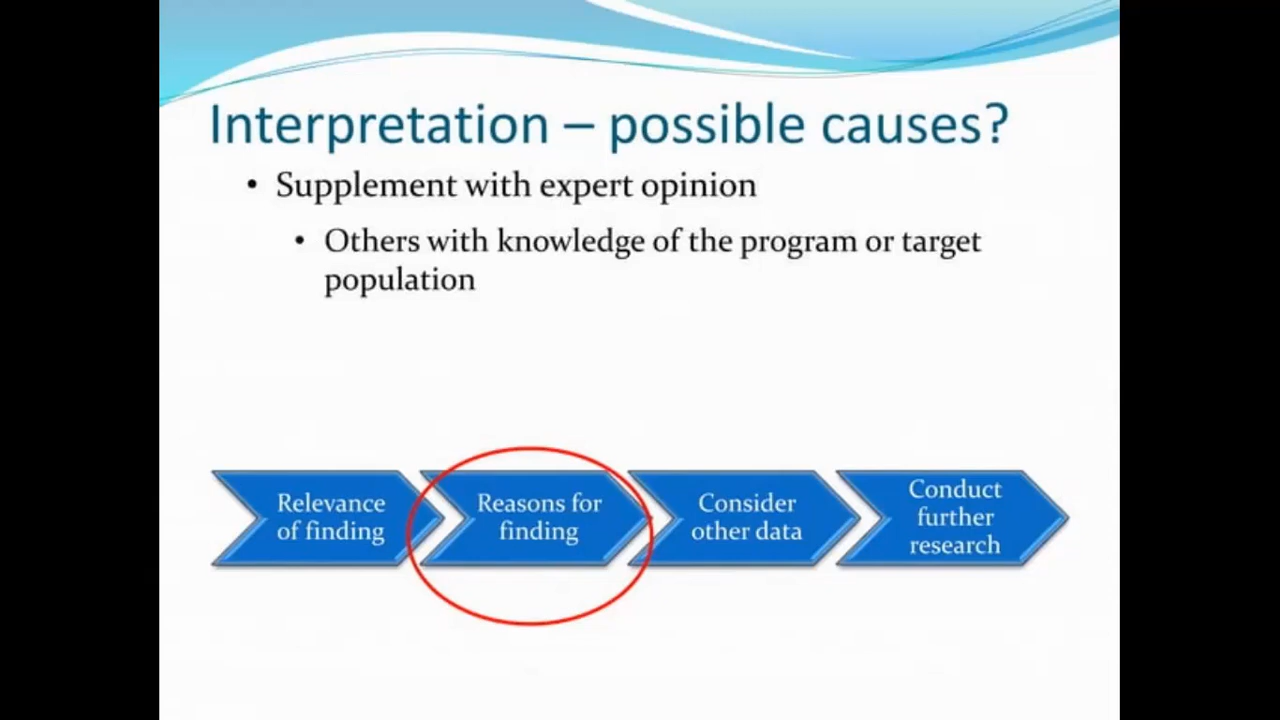 Interpretation – possible causes?
• Supplement with expert opinion
• Others with knowledge of the program or target
population
Relevance
of finding
Reasons for
finding
Consider
other data
Conduct
further
research